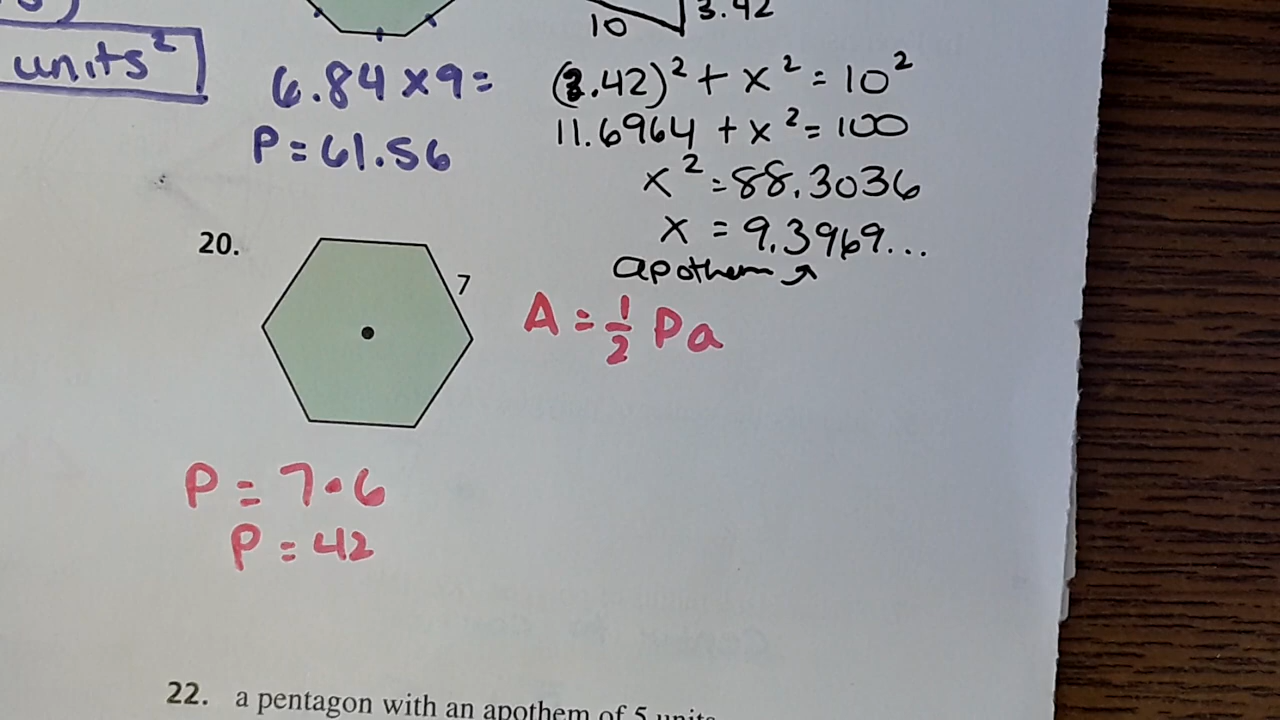 10
3.42
units²
6.84 x 9 =
P = 61.56
(3.42)² + x² = 10²
11.6964 + x² = 100
x² = 88.3036
x = 9.3969...
apothem
20.
7
A = 1/2 Pa
P = 7 • 6
P = 42
22. a pentagon with an apothem of 5 units